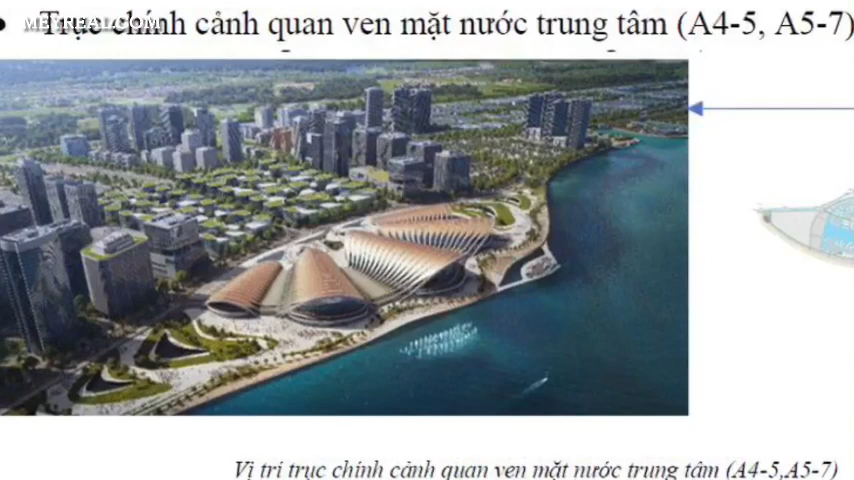 MEYREAL.COM
• Trục chính cảnh quan ven mặt nước trung tâm (A4-5, A5-7)
Vị trí trục chính cảnh quan ven mặt nước trung tâm (A4-5,A5-7)